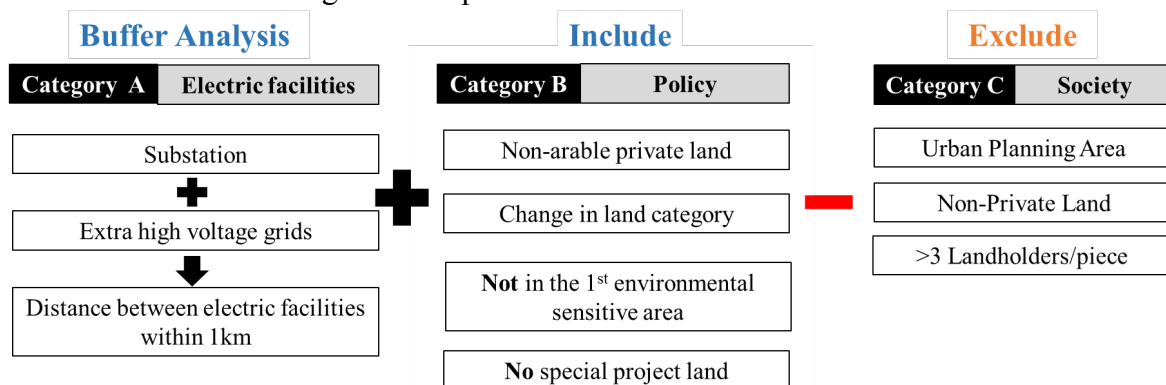 Buffer Analysis
Category A
Electric facilities
Substation
Extra high voltage grids
Distance between electric facilities
within 1km
Include
Category B
Policy
Non-arable private land
Change in land category
Not in the 1st environmental
sensitive area
No special project land
Exclude
Category C
Society
Urban Planning Area
Non-Private Land
>3 Landholders/piece